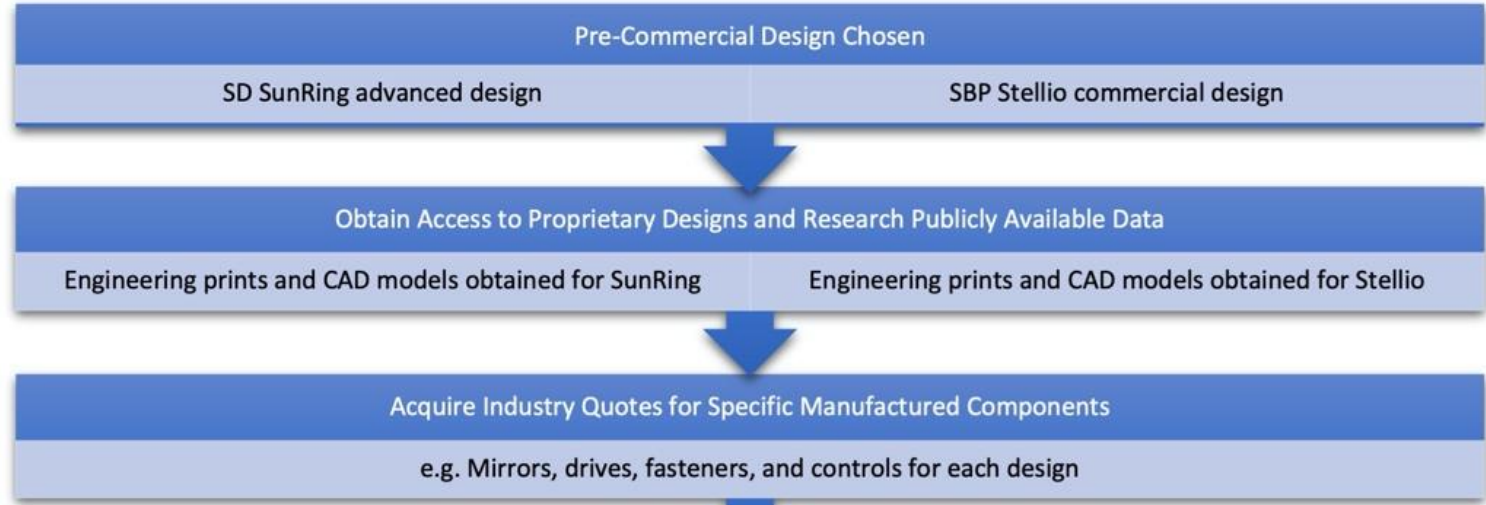 Pre-Commercial Design Chosen
SD SunRing advanced design
SBP Stellio commercial design
Obtain Access to Proprietary Designs and Research Publicly Available Data
Engineering prints and CAD models obtained for SunRing
Engineering prints and CAD models obtained for Stellio
Acquire Industry Quotes for Specific Manufactured Components
e.g. Mirrors, drives, fasteners, and controls for each design